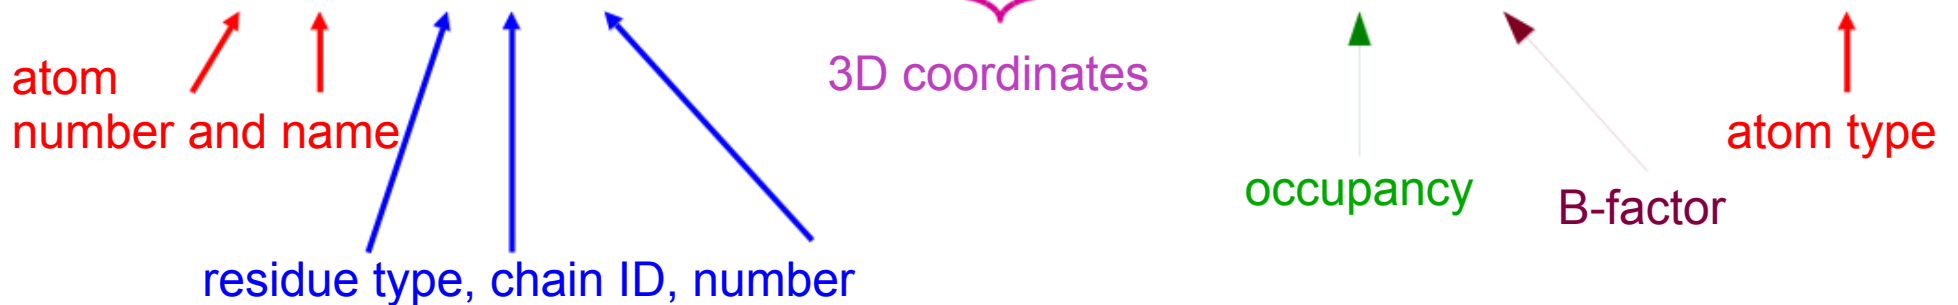 atom
number and name
3D coordinates
atom type
occupancy
B-factor
residue type, chain ID, number